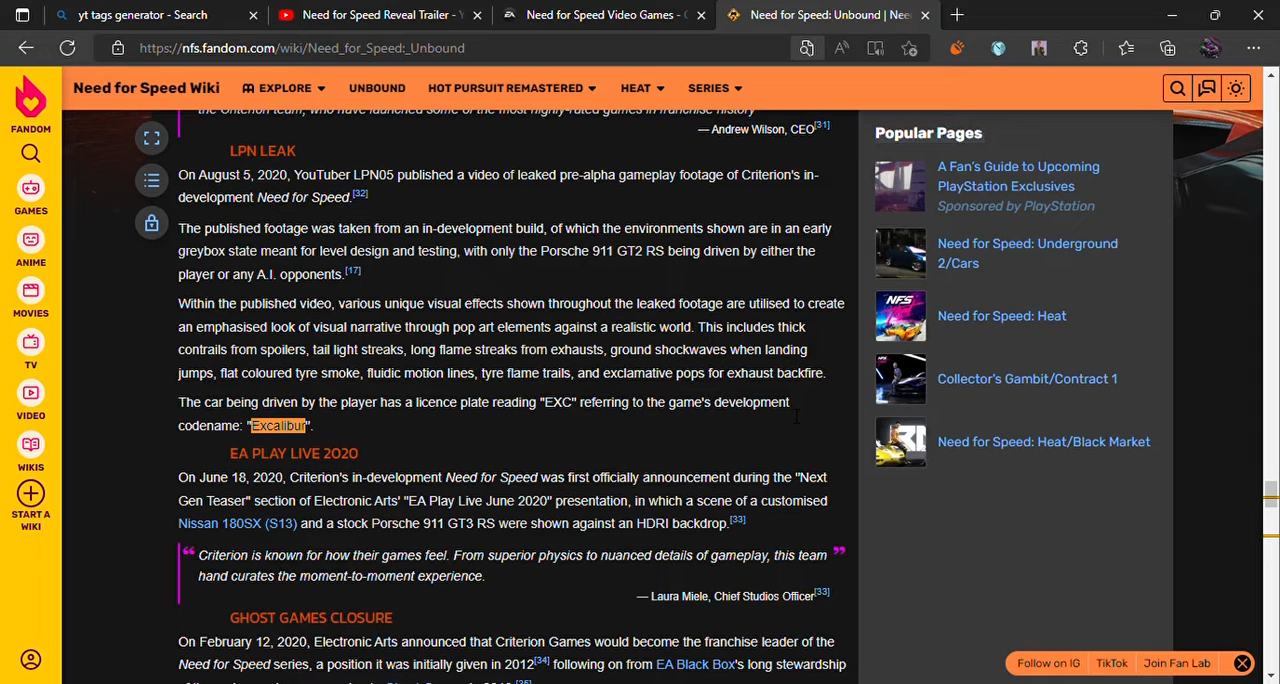 yt tags generator - Search
Need for Speed Reveal Trailer - Y
Need for Speed Video Games - O
Need for Speed: Unbound | Nee
https://nfs.fandom.com/wiki/Need_for_Speed:_Unbound
FANDOM
GAMES
ANIME
MOVIES
TV
VIDEO
WIKIS
START A
WIKI
Need for Speed Wiki
EXPLORE
UNBOUND
HOT PURSUIT REMASTERED
HEAT
SERIES
the Criterion team, who have launched some of the most highly-rated games in franchise history
— Andrew Wilson, CEO[31]
LPN LEAK
On August 5, 2020, YouTuber LPN05 published a video of leaked pre-alpha gameplay footage of Criterion's in-
development Need for Speed.[32]
The published footage was taken from an in-development build, of which the environments shown are in an early
greybox state meant for level design and testing, with only the Porsche 911 GT2 RS being driven by either the
player or any A.I. opponents.[17]
Within the published video, various unique visual effects shown throughout the leaked footage are utilised to create
an emphasised look of visual narrative through pop art elements against a realistic world. This includes thick
contrails from spoilers, tail light streaks, long flame streaks from exhausts, ground shockwaves when landing
jumps, flat coloured tyre smoke, fluidic motion lines, tyre flame trails, and exclamative pops for exhaust backfire.
The car being driven by the player has a licence plate reading "EXC" referring to the game's development
codename: "Excalibur".
EA PLAY LIVE 2020
On June 18, 2020, Criterion's in-development Need for Speed was first officially announcement during the "Next
Gen Teaser" section of Electronic Arts' "EA Play Live June 2020" presentation, in which a scene of a customised
Nissan 180SX (S13) and a stock Porsche 911 GT3 RS were shown against an HDRI backdrop.[33]
❝ Criterion is known for how their games feel. From superior physics to nuanced details of gameplay, this team ❞
hand curates the moment-to-moment experience.
— Laura Miele, Chief Studios Officer[33]
GHOST GAMES CLOSURE
On February 12, 2020, Electronic Arts announced that Criterion Games would become the franchise leader of the
Need for Speed series, a position it was initially given in 2012[34] following on from EA Black Box's long stewardship
Popular Pages
A Fan's Guide to Upcoming
PlayStation Exclusives
Sponsored by PlayStation
Need for Speed: Underground
2/Cars
NFS
Need for Speed: Heat
Collector's Gambit/Contract 1
Need for Speed: Heat/Black Market
Follow on IG
TikTok
Join Fan Lab